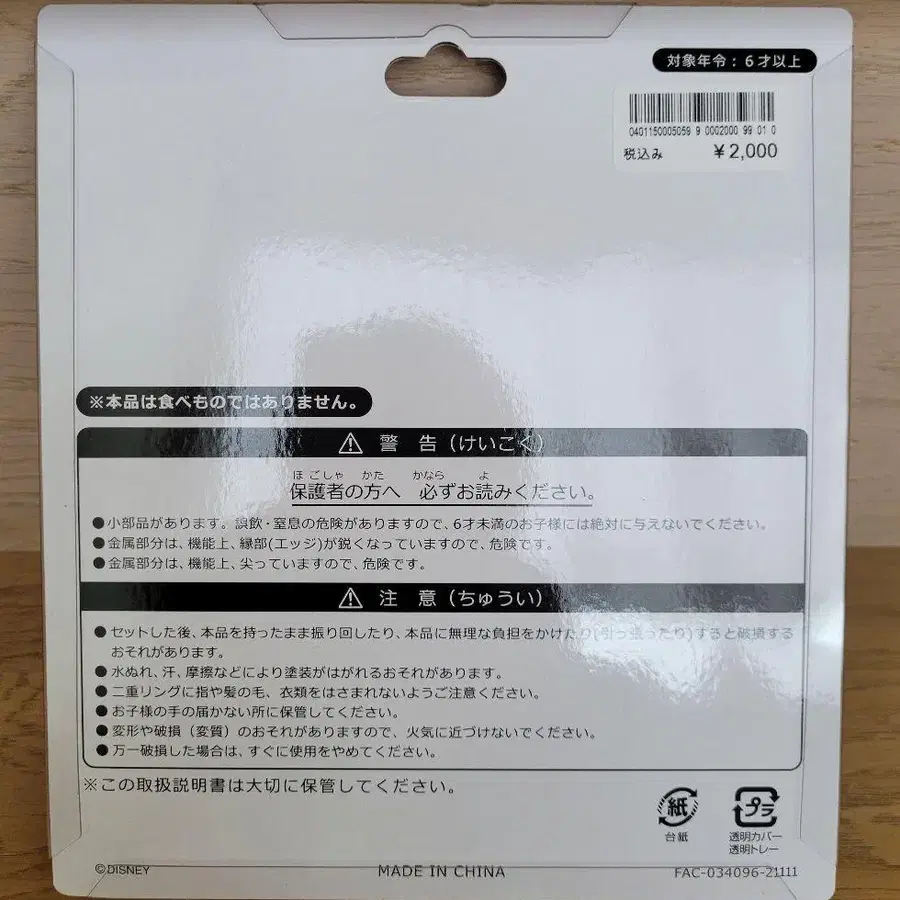 対象年令：６才以上
0401150005059 9 0002000 99 01 0
税込み ￥2,000
※本品は食べものではありません。
警 告（けいこく）
ほごしゃ かた かなら よ
保護者の方へ 必ずお読みください。
●小部品があります。誤飲・窒息の危険がありますので、6才未満のお子様には絶対に与えないでください。
●金属部分は、機能上、縁部(エッジ)が鋭くなっていますので、危険です。
●金属部分は、機能上、尖っていますので、危険です。
注 意（ちゅうい）
●セットした後、本品を持ったまま振り回したり、本品に無理な負担をかけたり(引っ張ったり)すると破損する
おそれがあります。
●水ぬれ、汗、摩擦などにより塗装がはがれるおそれがあります。
●二重リングに指や髪の毛、衣類をはさまれないようご注意ください。
●お子様の手の届かない所に保管してください。
●変形や破損（変質）のおそれがありますので、火気に近づけないでください。
●万一破損した場合は、すぐに使用をやめてください。
※この取扱説明書は大切に保管してください。
紙 プラ
台紙 透明カバー
透明トレー
©DISNEY MADE IN CHINA FAC-034096-21111